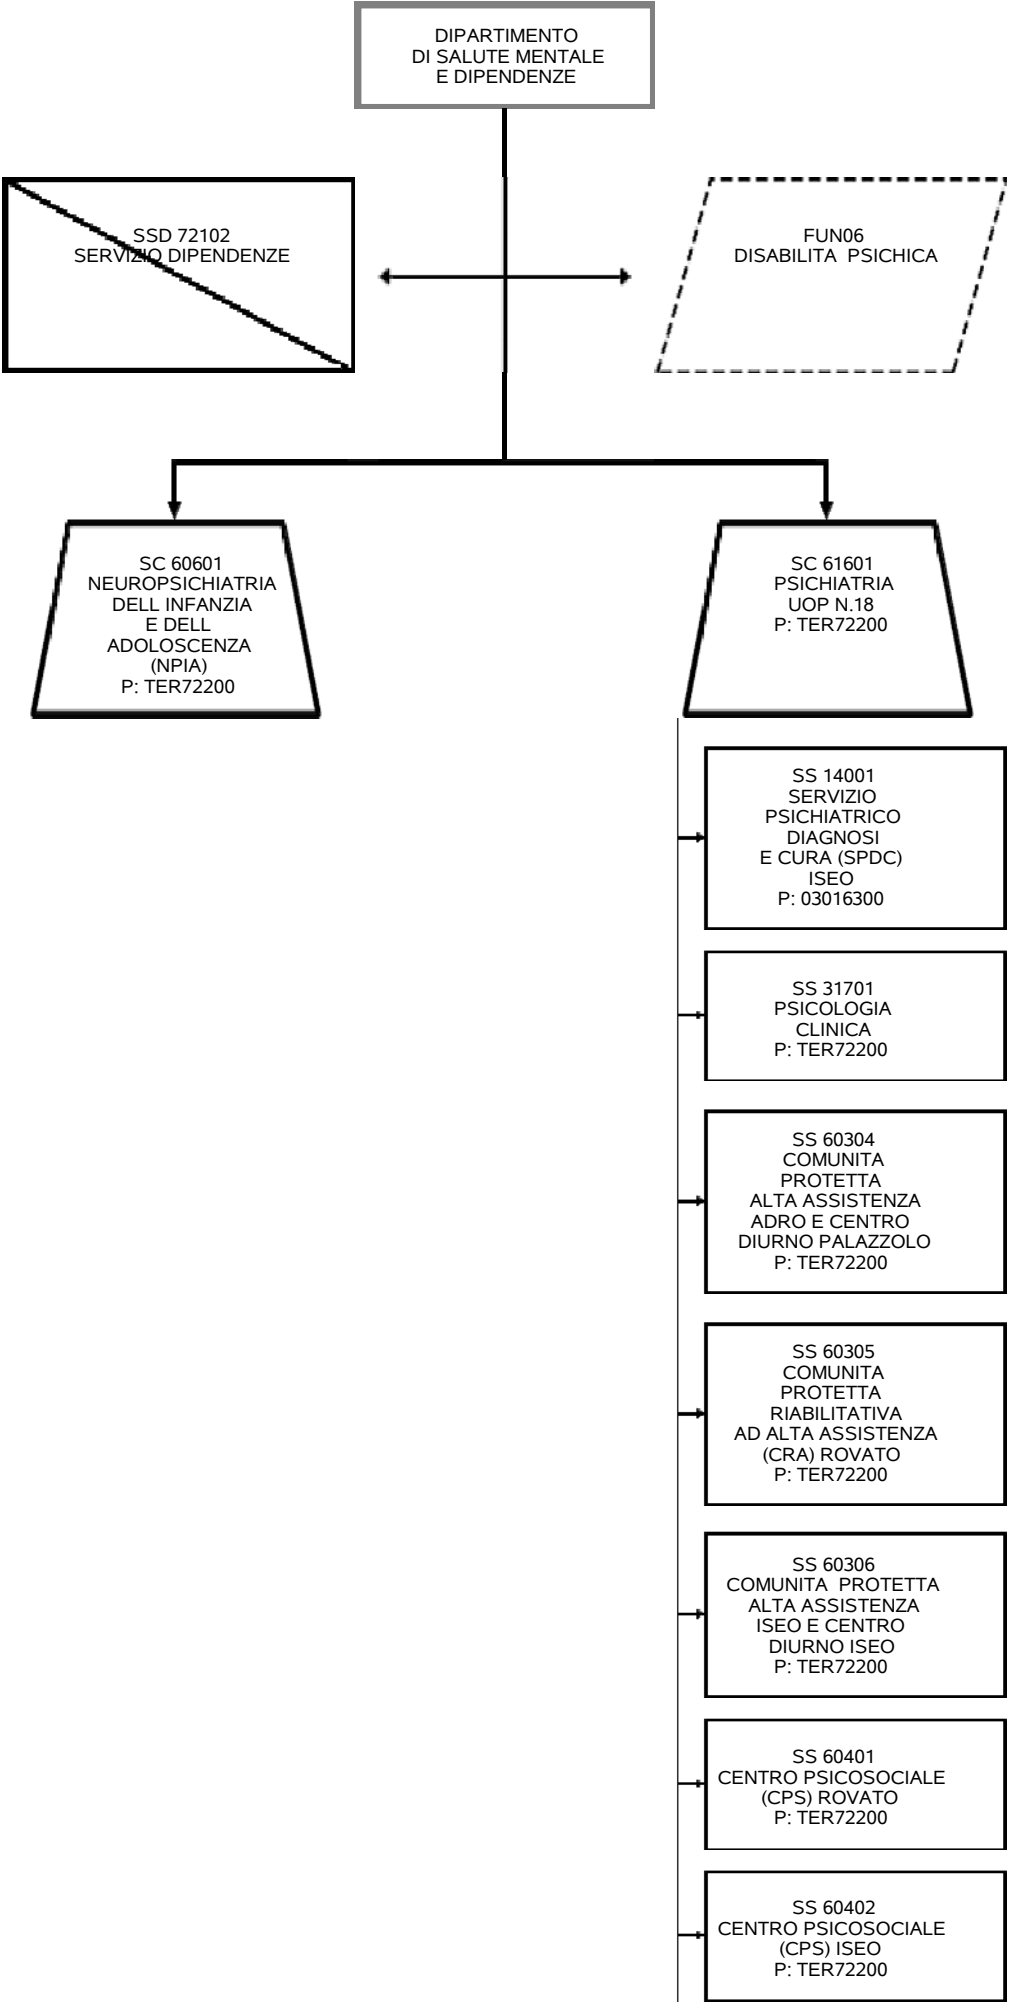 DIPARTIMENTO
DI SALUTE MENTALE
E DIPENDENZE
SSD 72102
SERVIZIO DIPENDENZE
FUN06
DISABILITA  PSICHICA
SC 60601
NEUROPSICHIATRIA
DELL INFANZIA
E DELL
ADOLOSCENZA
(NPIA)
P: TER72200
SC 61601
PSICHIATRIA
UOP N.18
P: TER72200
SS 14001
SERVIZIO
PSICHIATRICO
DIAGNOSI
E CURA (SPDC)
ISEO
P: 03016300
SS 31701
PSICOLOGIA
CLINICA
P: TER72200
SS 60304
COMUNITA
PROTETTA
ALTA ASSISTENZA
ADRO E CENTRO
DIURNO PALAZZOLO
P: TER72200
SS 60305
COMUNITA
PROTETTA
RIABILITATIVA
AD ALTA ASSISTENZA
(CRA) ROVATO
P: TER72200
SS 60306
COMUNITA  PROTETTA
ALTA ASSISTENZA
ISEO E CENTRO
DIURNO ISEO
P: TER72200
SS 60401
CENTRO PSICOSOCIALE
(CPS) ROVATO
P: TER72200
SS 60402
CENTRO PSICOSOCIALE
(CPS) ISEO
P: TER72200